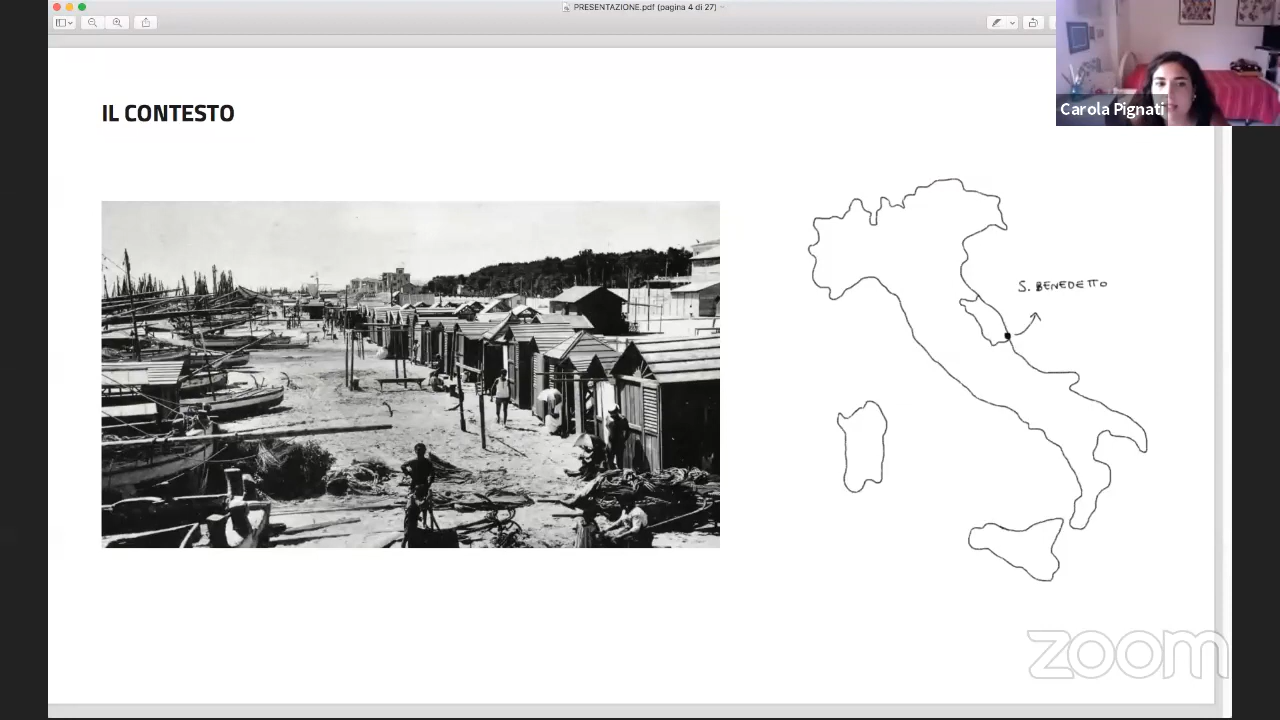 PRESENTAZIONE.pdf (pagina 4 di 27)
IL CONTESTO
Carola Pignati
S. BENEDETTO
zoom